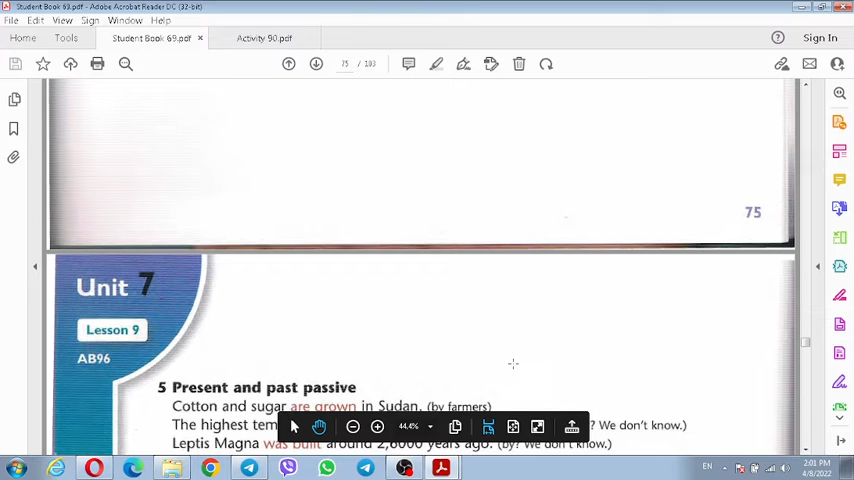 Student Book 69.pdf - Adobe Acrobat Reader DC (32-bit)
File Edit View Sign Window Help
Home Tools Student Book 69.pdf × Activity 90.pdf Sign In
75 / 103
75
Unit 7
Lesson 9
AB96
5 Present and past passive
Cotton and sugar are grown in Sudan. (by farmers)
The highest tem ? We don't know.)
Leptis Magna was built around 2,6000 years ago. (by? We don't know.)
44.4%
EN 2:01 PM
4/8/2022